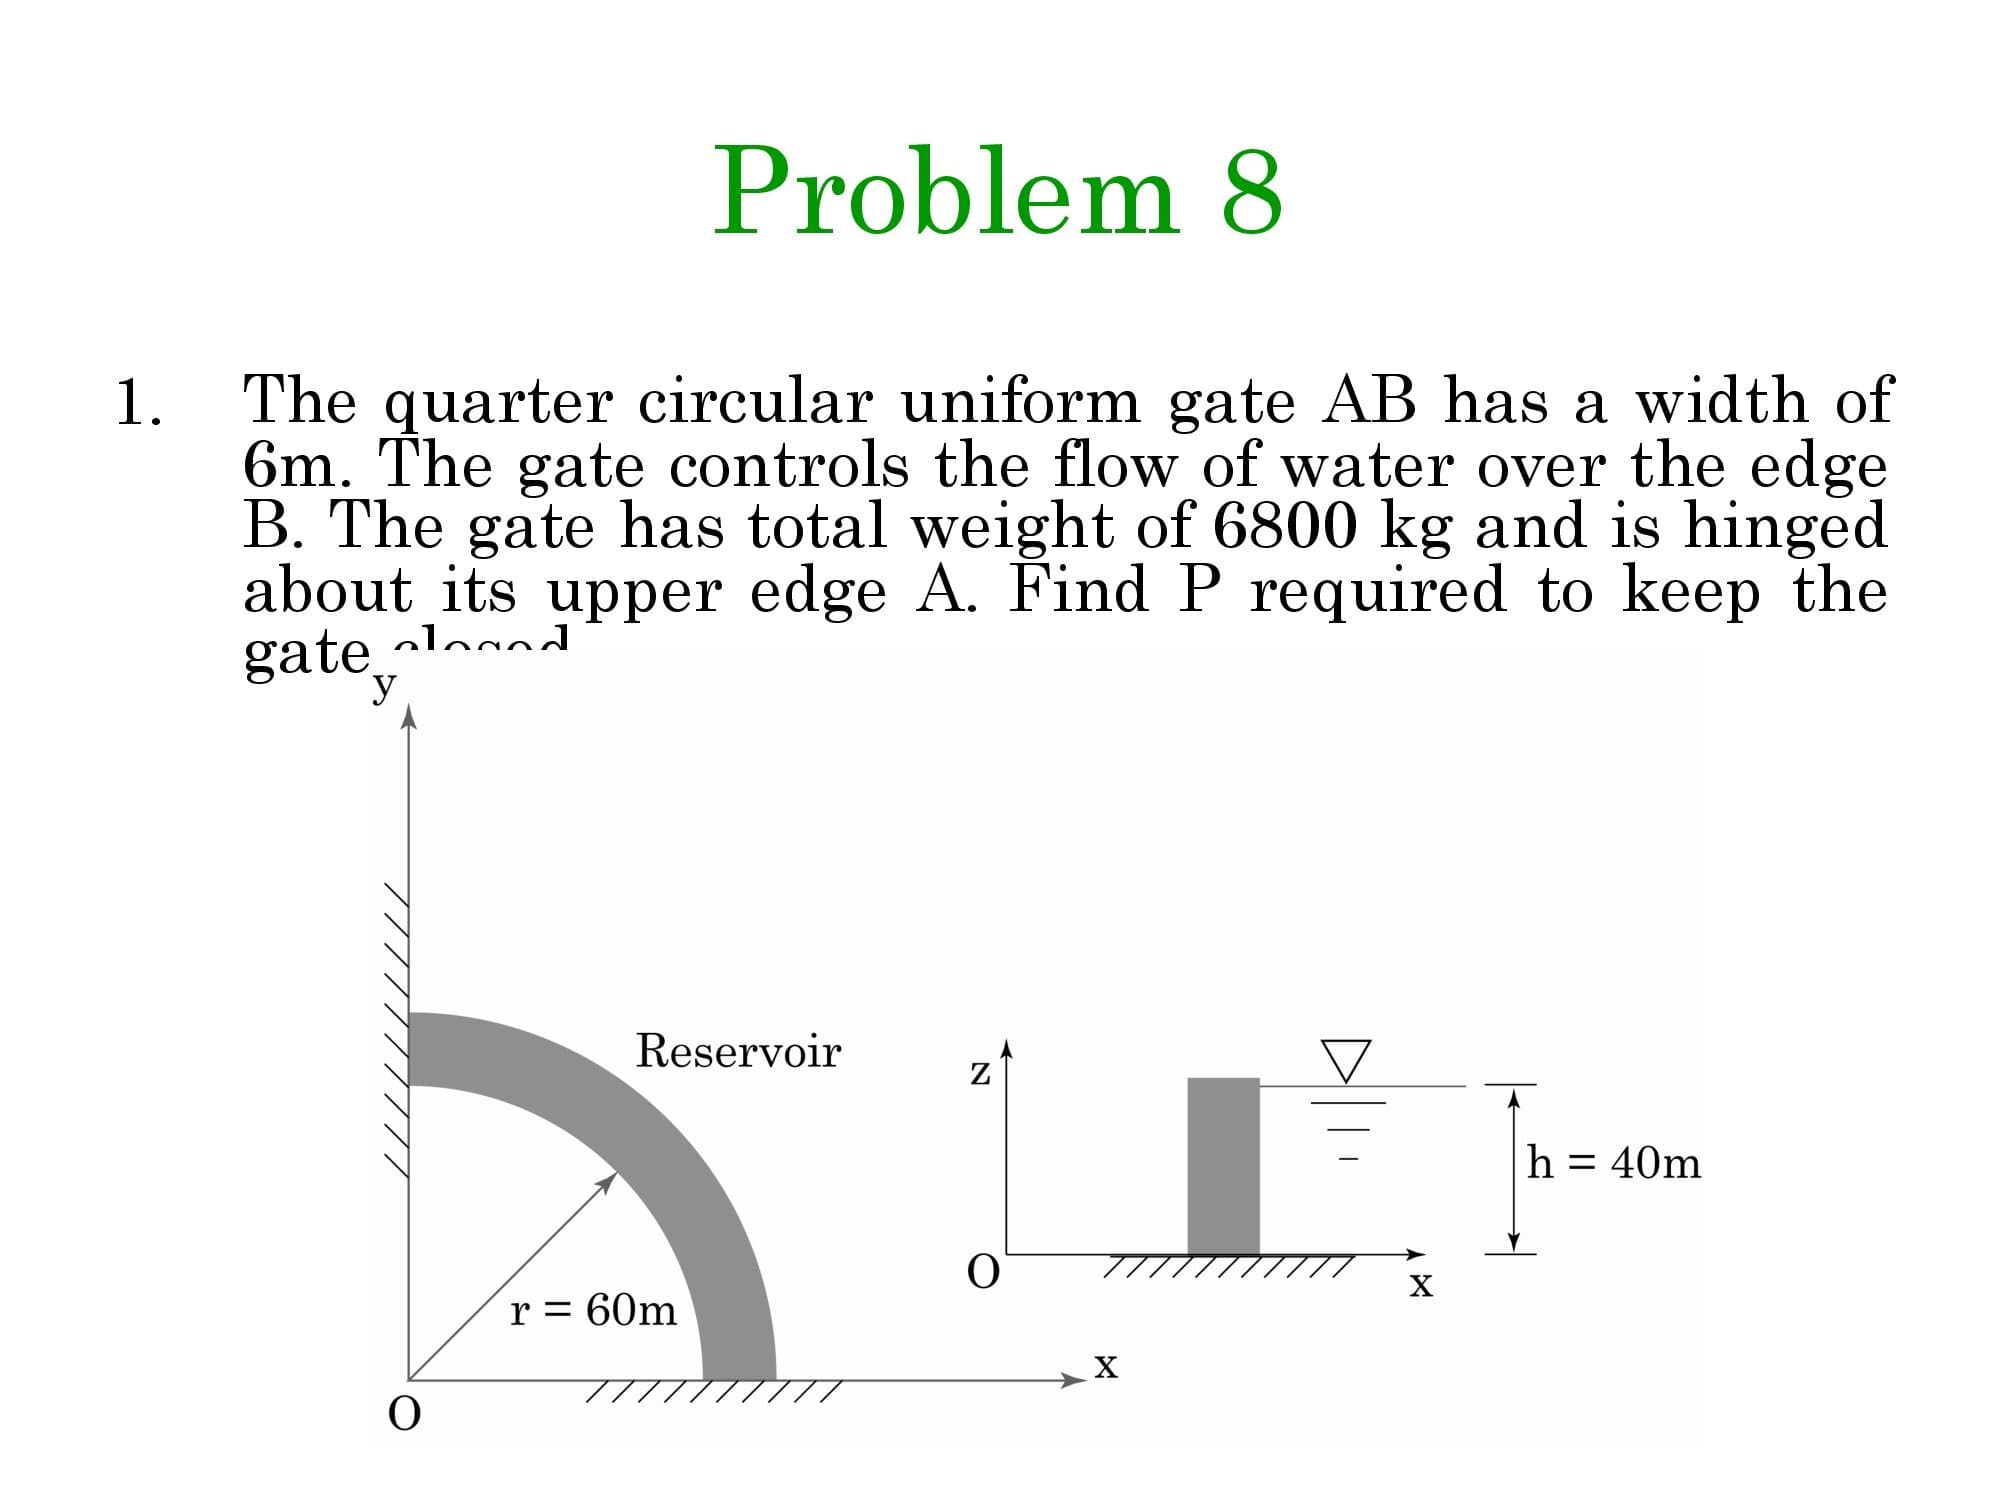 Problem 8
1. The quarter circular uniform gate AB has a width of
6m. The gate controls the flow of water over the edge
B. The gate has total weight of 6800 kg and is hinged
about its upper edge A. Find P required to keep the
gate closed
y
Reservoir
z
h = 40m
O
x
r = 60m
x
O